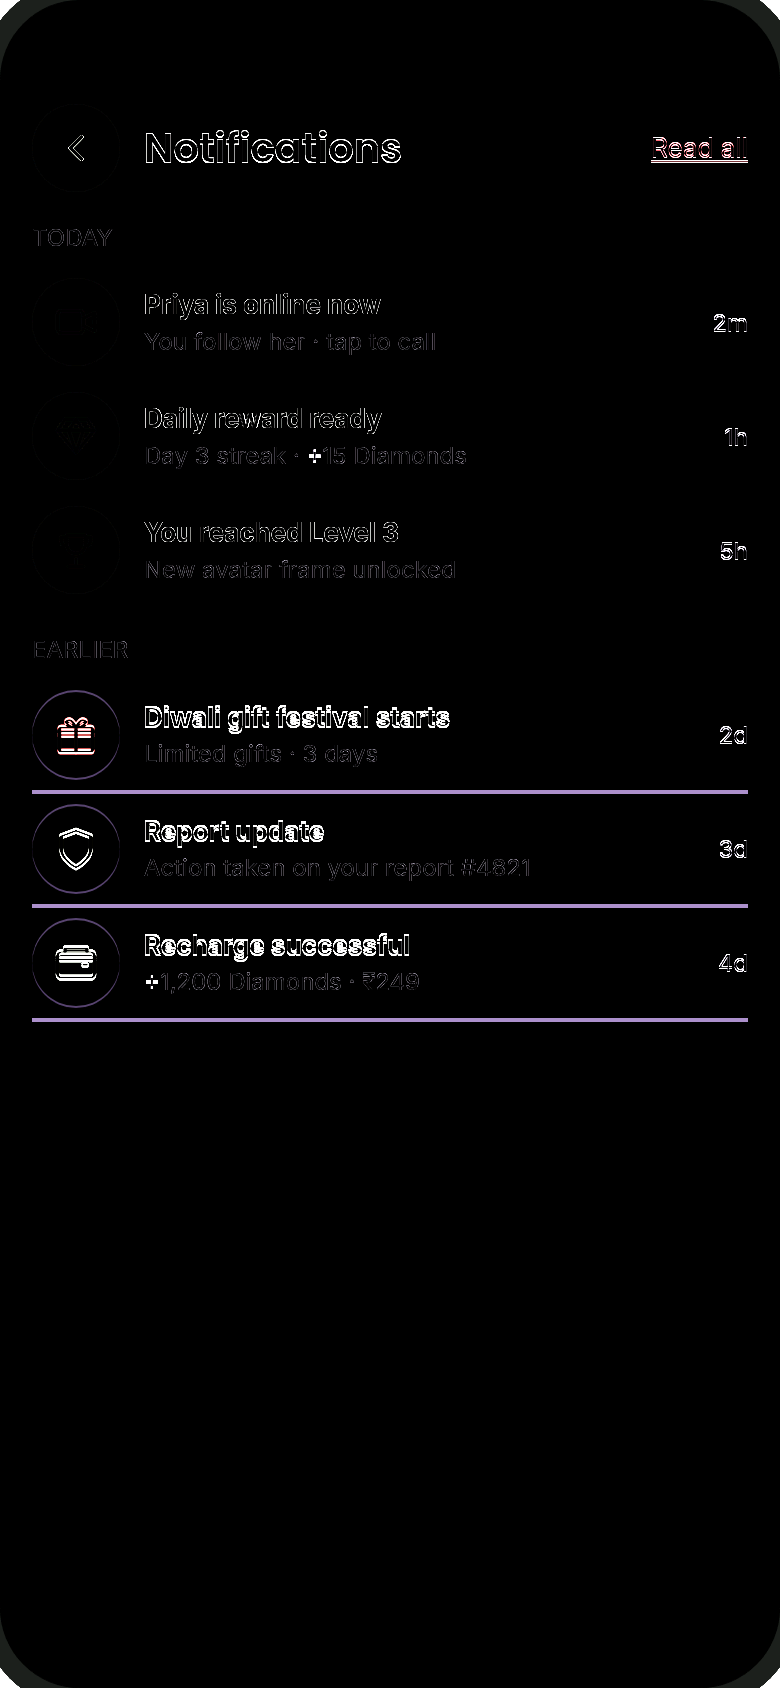 Notifications
Read all
TODAY
Priya is online now
You follow her · tap to call
2m
Daily reward ready
Day 3 streak · +15 Diamonds
1h
You reached Level 3
New avatar frame unlocked
5h
EARLIER
Diwali gift festival starts
Limited gifts · 3 days
2d
Report update
Action taken on your report #4821
3d
Recharge successful
+1,200 Diamonds · ₹249
4d